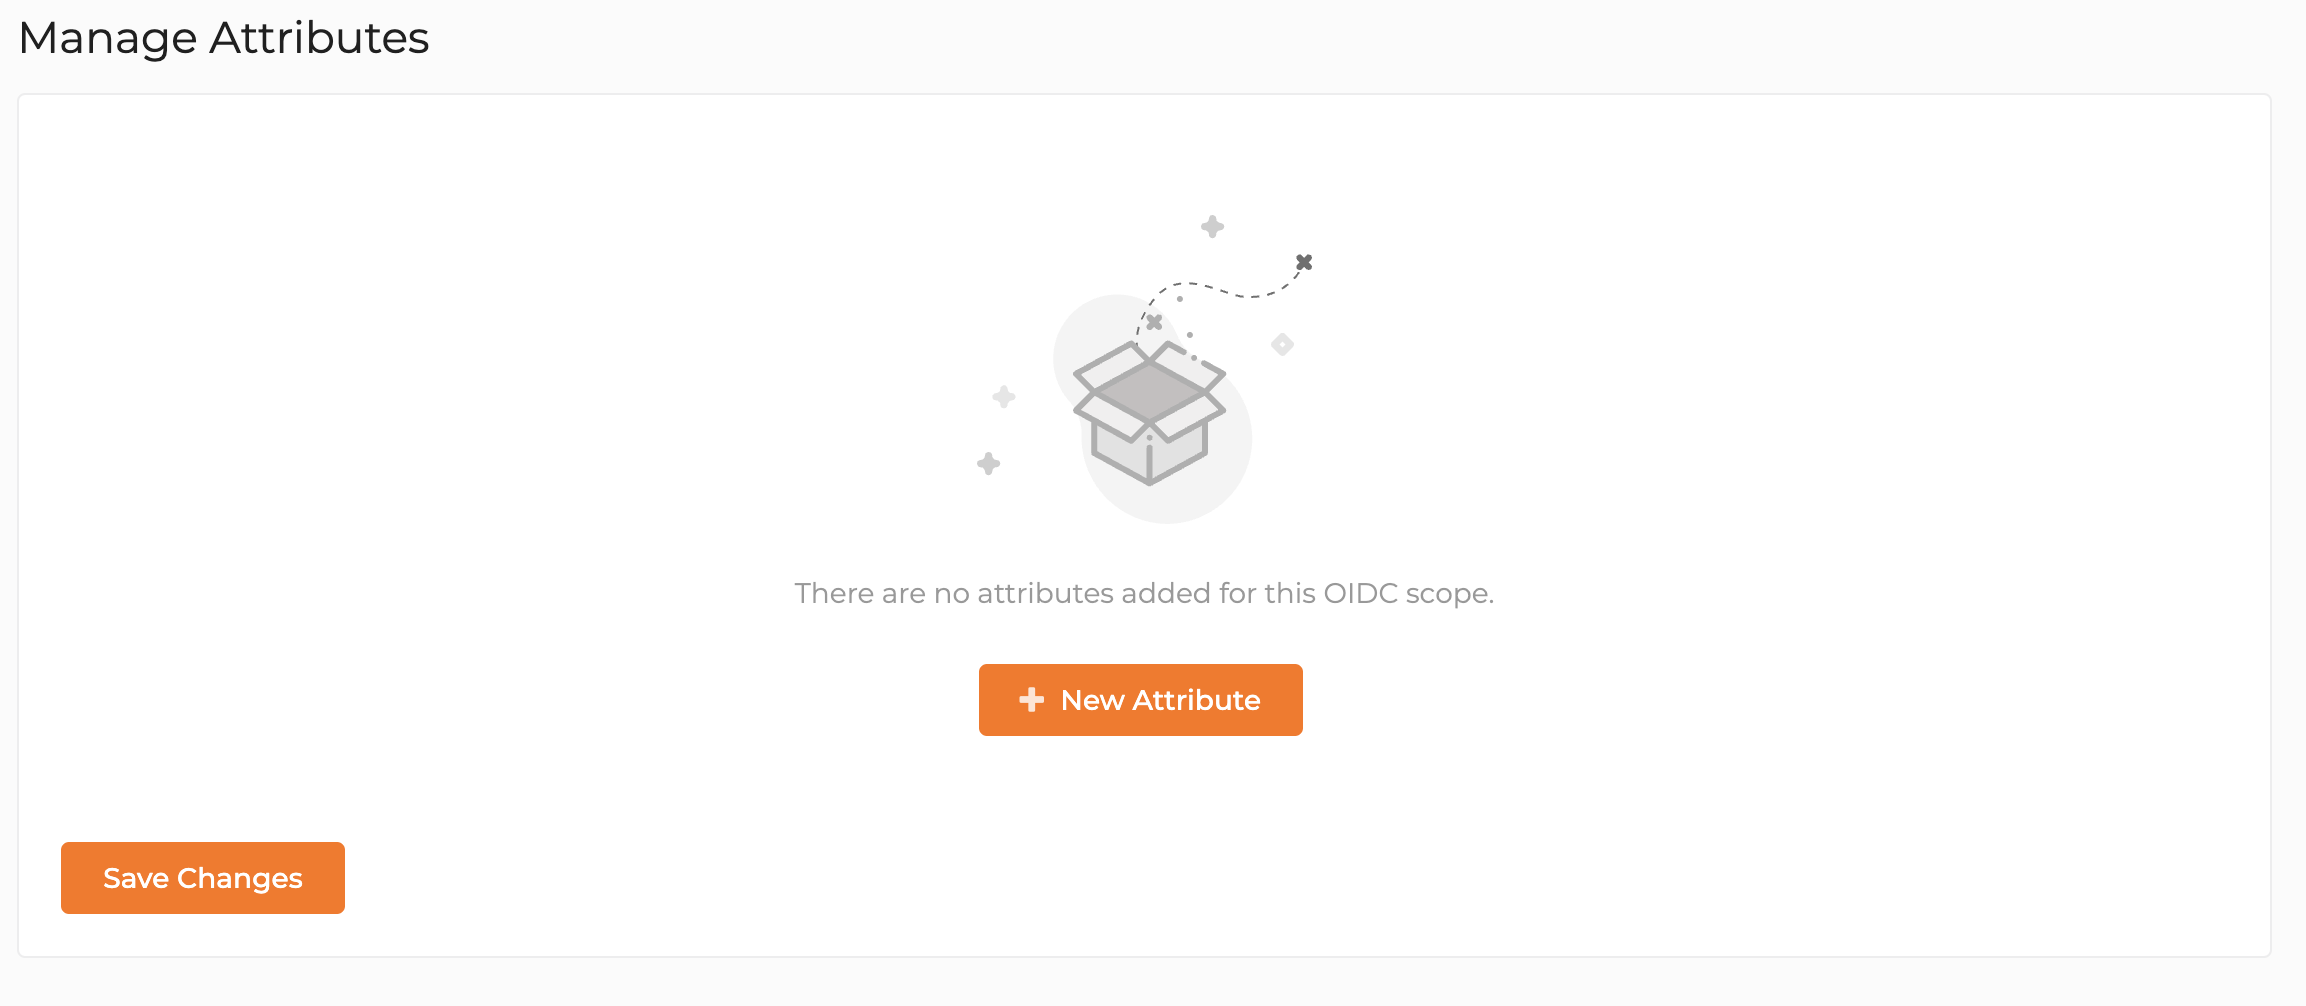 Manage Attributes
There are no attributes added for this OIDC scope.
New Attribute
Save Changes